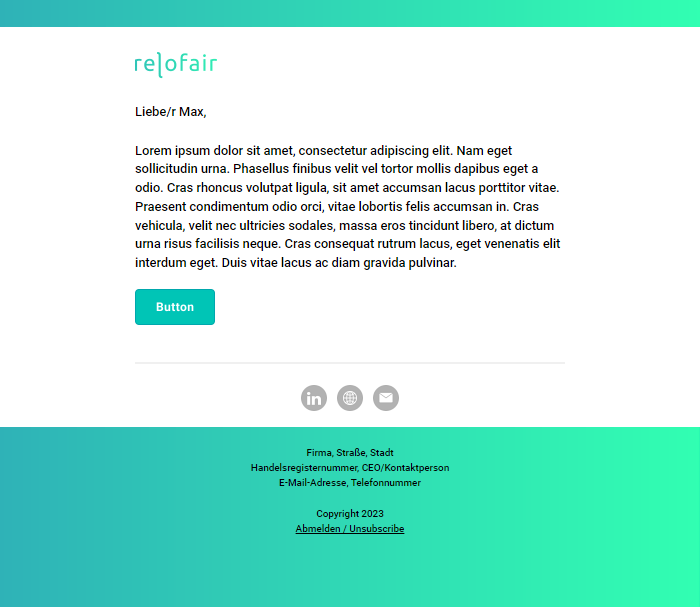 relofair
Liebe/r Max,
Lorem ipsum dolor sit amet, consectetur adipiscing elit. Nam eget
sollicitudin urna. Phasellus finibus velit vel tortor mollis dapibus eget a
odio. Cras rhoncus volutpat ligula, sit amet accumsan lacus porttitor vitae.
Praesent condimentum odio orci, vitae lobortis felis accumsan in. Cras
vehicula, velit nec ultricies sodales, massa eros tincidunt libero, at dictum
urna risus facilisis neque. Cras consequat rutrum lacus, eget venenatis elit
interdum eget. Duis vitae lacus ac diam gravida pulvinar.
Button
in
Firma, Straße, Stadt
Handelsregisternummer, CEO/Kontaktperson
E-Mail-Adresse, Telefonnummer
Copyright 2023
Abmelden / Unsubscribe